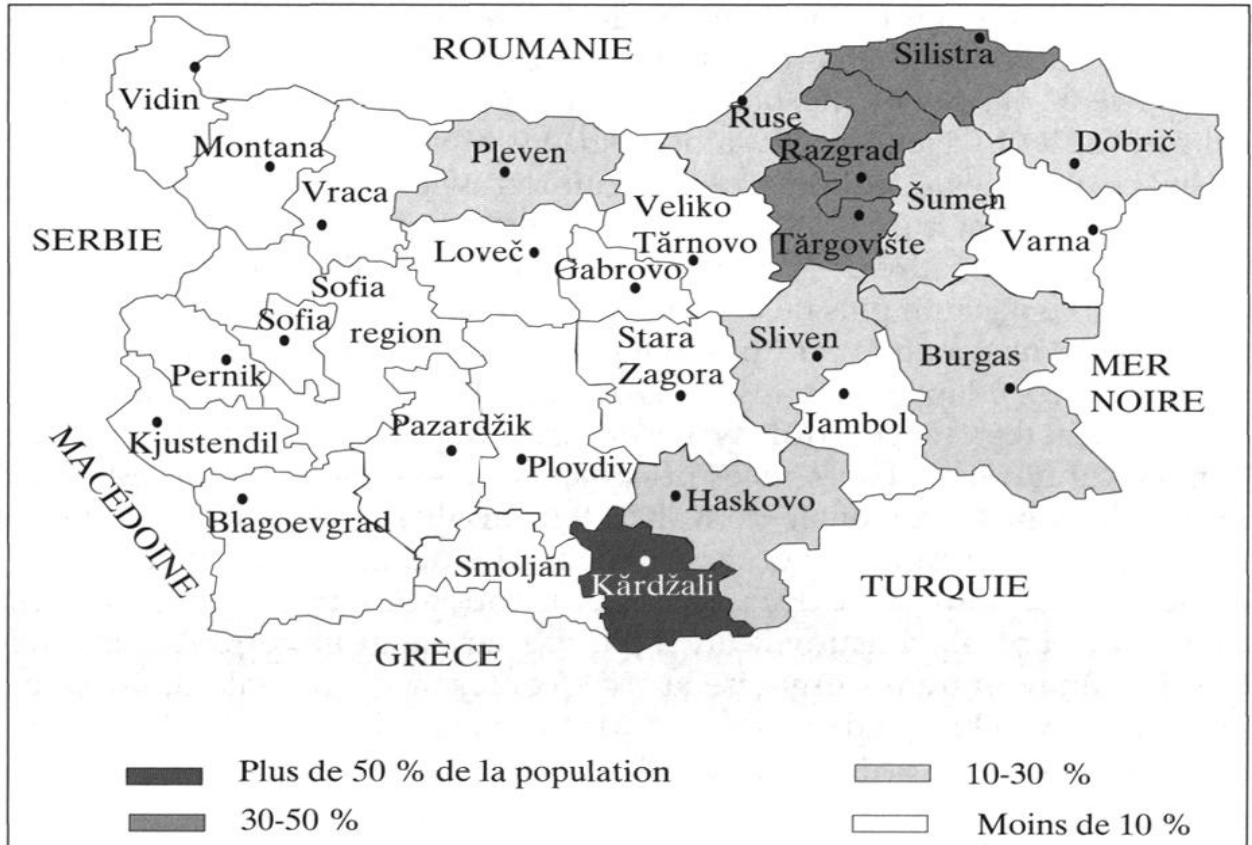 ROUMANIE
Silistra
Vidin
Ruse
Montana
Pleven
Razgrad
Dobrič
Vraca
Veliko
Tărnovo
Šumen
SERBIE
Loveč
Gabrovo
Tărgovište
Varna
Sofia
region
Sofia
Stara
Zagora
Sliven
Burgas
MER
NOIRE
Pernik
Jambol
Kjustendil
Pazardžik
Plovdiv
MACÉDOINE
Haskovo
Blagoevgrad
Smoljan
Kărdžali
TURQUIE
GRÈCE
Plus de 50 % de la population
30-50 %
10-30 %
Moins de 10 %